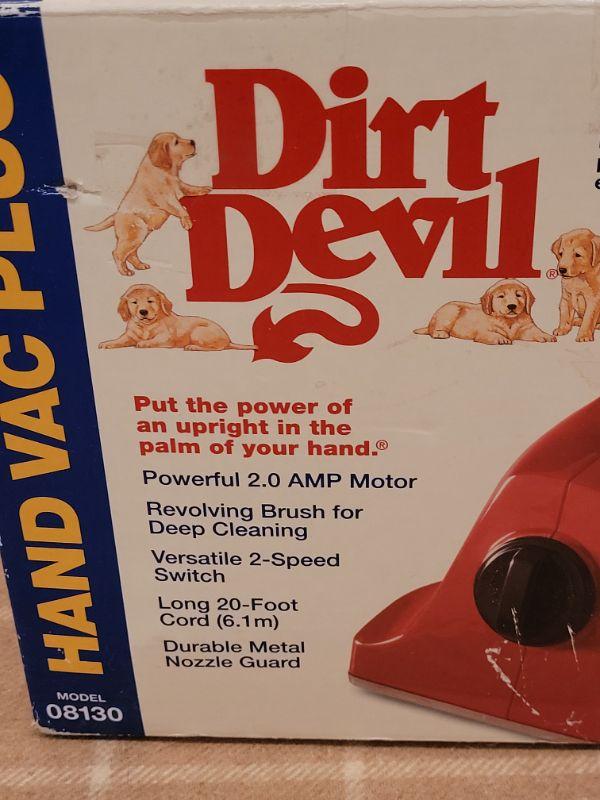 HAND VAC PLUS
Dirt
Devil®
Put the power of
an upright in the
palm of your hand.®
Powerful 2.0 AMP Motor
Revolving Brush for
Deep Cleaning
Versatile 2-Speed
Switch
Long 20-Foot
Cord (6.1m)
Durable Metal
Nozzle Guard
MODEL
08130